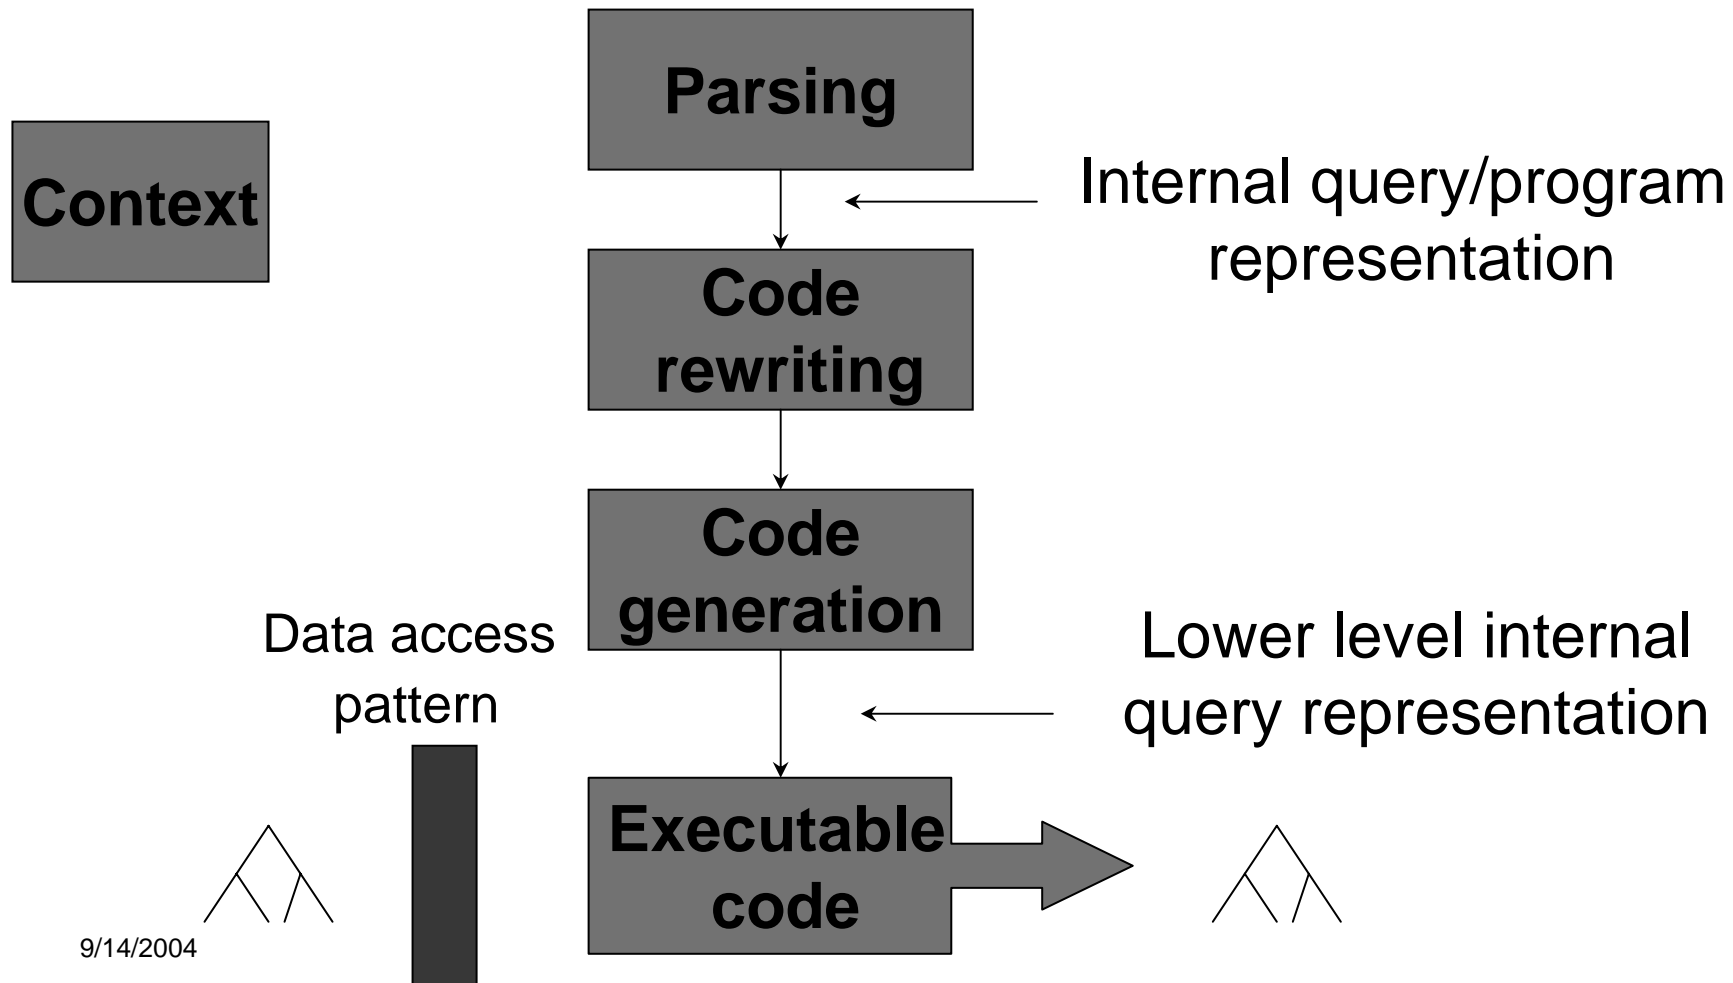 Parsing
Context
Internal query/program
representation
Code
rewriting
Code
generation
Data access
pattern
Lower level internal
query representation
Executable
code
9/14/2004